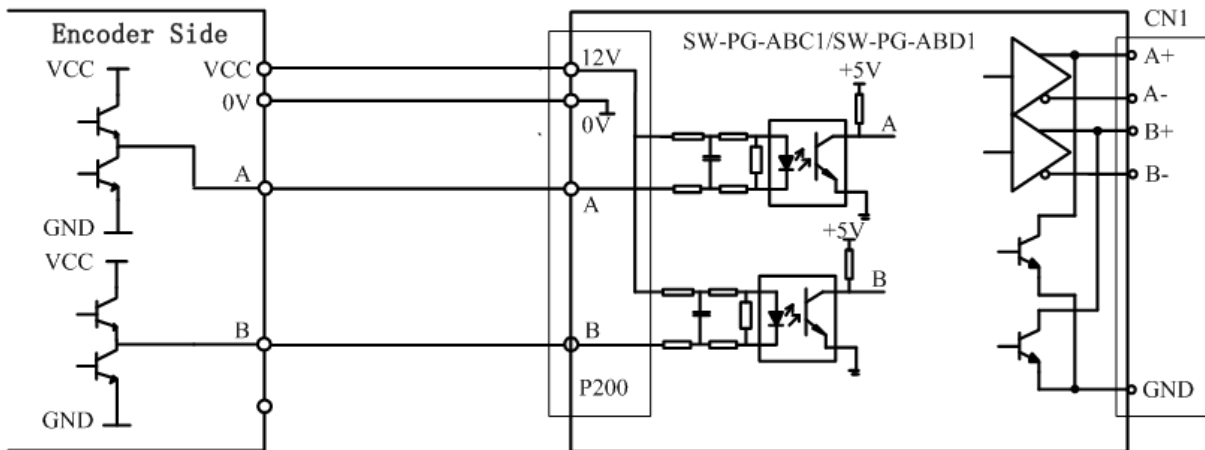 Encoder Side
VCC
VCC
0V
A
GND
VCC
B
GND
12V
0V
A
B
P200
SW-PG-ABC1/SW-PG-ABD1
+5V
A
+5V
B
CN1
A+
A-
B+
B-
GND